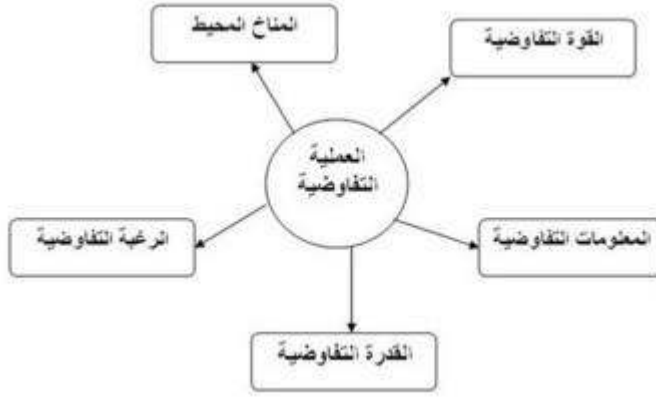 المناخ المحيط
القوة التفاوضية
العملية
التفاوضية
الرغبة التفاوضية
المعلومات التفاوضية
القدرة التفاوضية